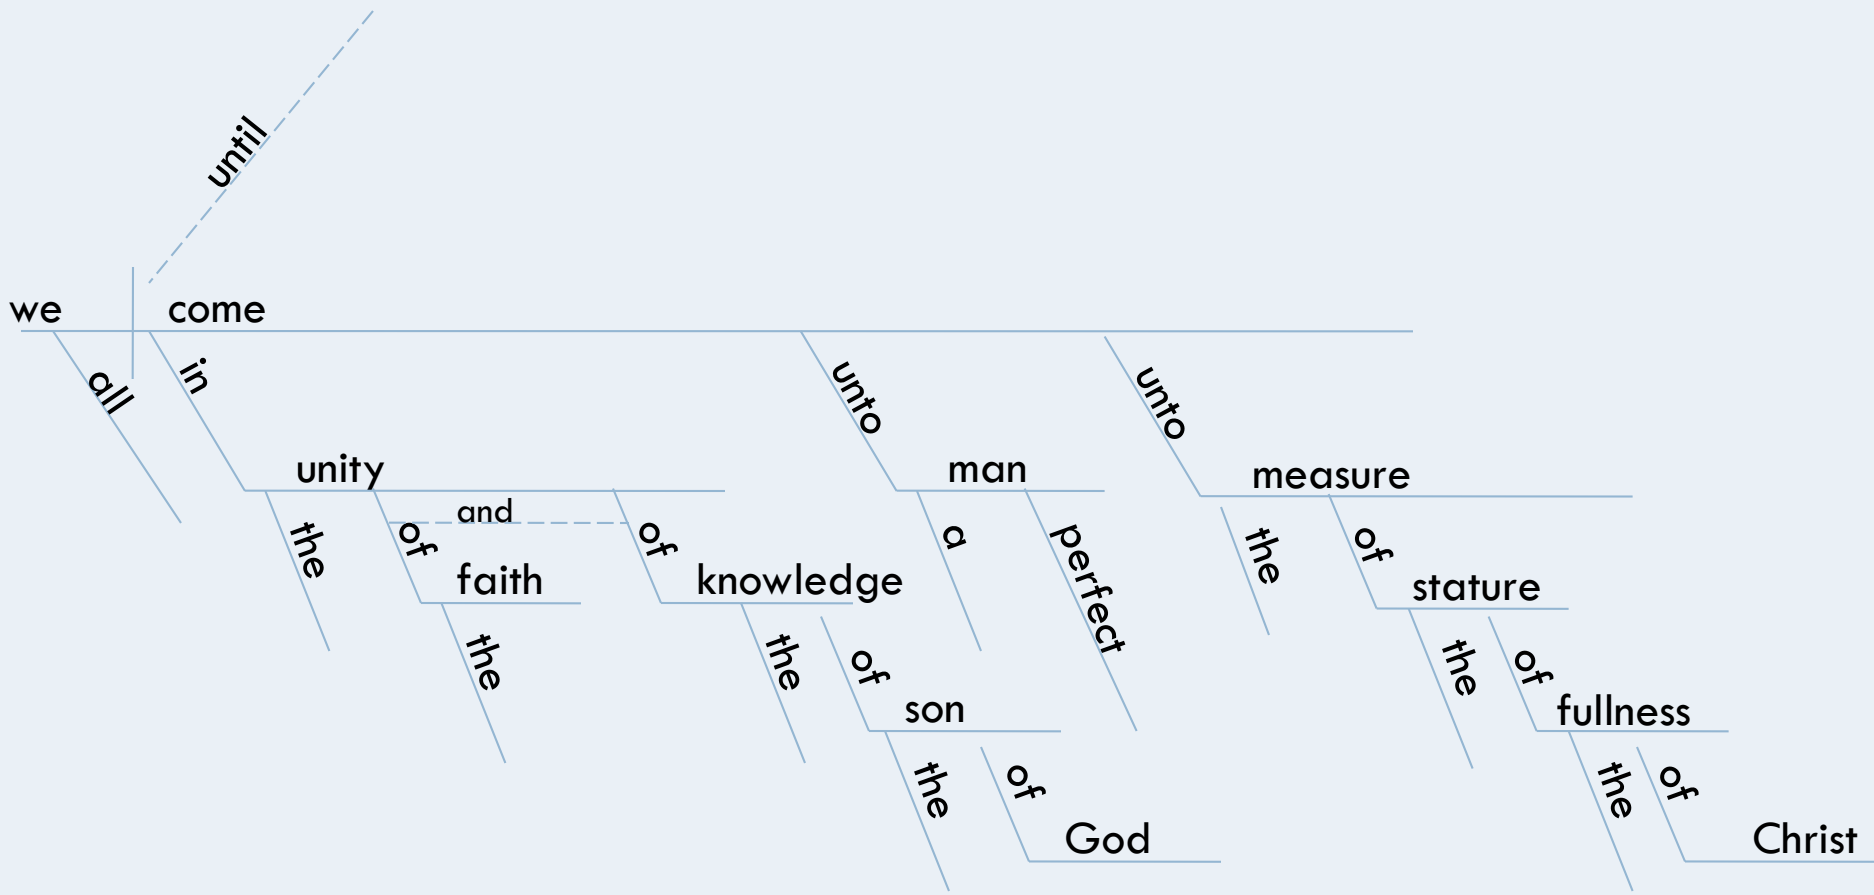 until
we come
all in unto unto
unity man measure
and
the of of a perfect the of
faith knowledge stature
the the of the of
son fullness
the of the of
God Christ